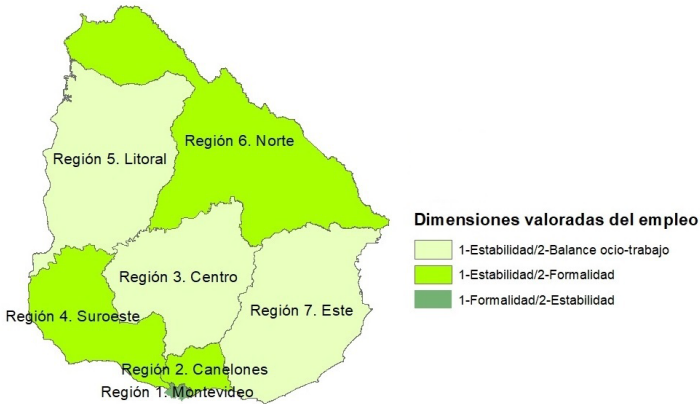 Región 6. Norte
Región 5. Litoral
Región 3. Centro
Región 7. Este
Región 4. Suroeste
Región 2. Canelones
Región 1. Montevideo
Dimensiones valoradas del empleo
1-Estabilidad/2-Balance ocio-trabajo
1-Estabilidad/2-Formalidad
1-Formalidad/2-Estabilidad